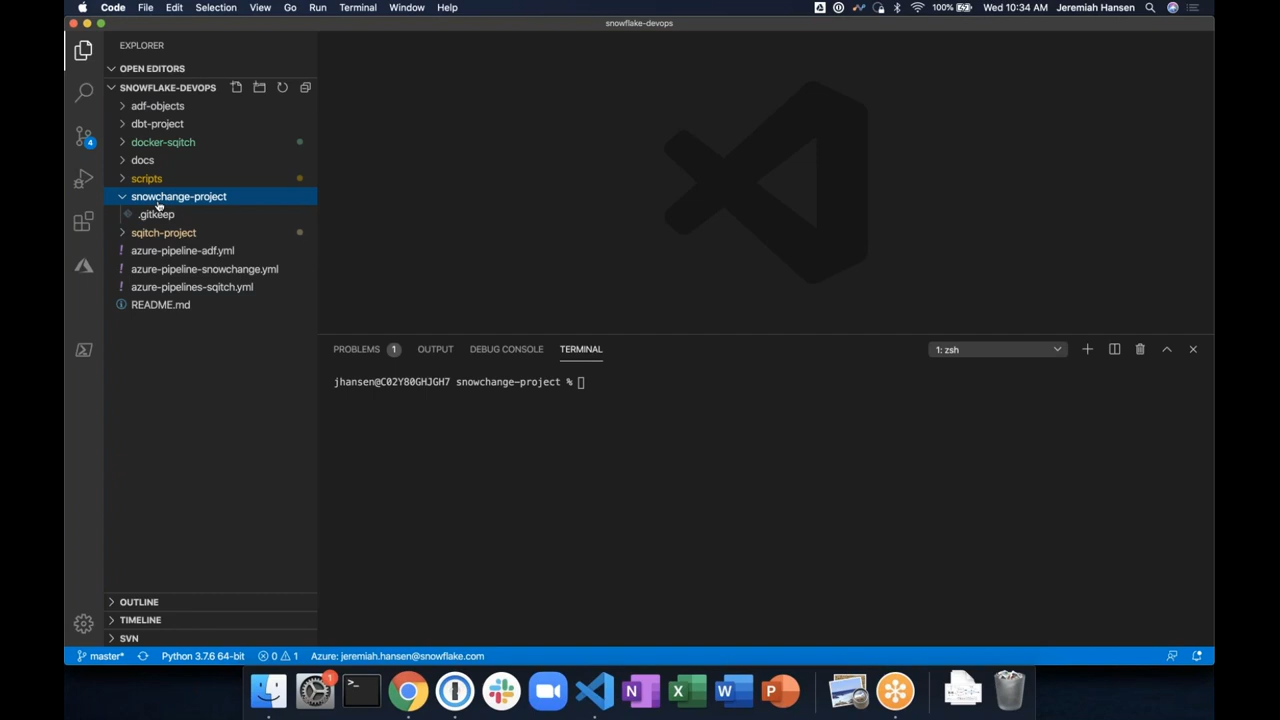 Code File Edit Selection View Go Run Terminal Window Help 100% Wed 10:34 AM Jeremiah Hansen
snowflake-devops
EXPLORER
OPEN EDITORS
SNOWFLAKE-DEVOPS
adf-objects
dbt-project
docker-sqitch
docs
scripts
snowchange-project
.gitkeep
sqitch-project
! azure-pipeline-adf.yml
! azure-pipeline-snowchange.yml
! azure-pipelines-sqitch.yml
README.md
4
PROBLEMS 1 OUTPUT DEBUG CONSOLE TERMINAL 1: zsh
jhansen@C02Y80GHJGH7 snowchange-project %
OUTLINE
TIMELINE
SVN
master* Python 3.7.6 64-bit 0 1 Azure: jeremiah.hansen@snowflake.com
1
>_
N X W P